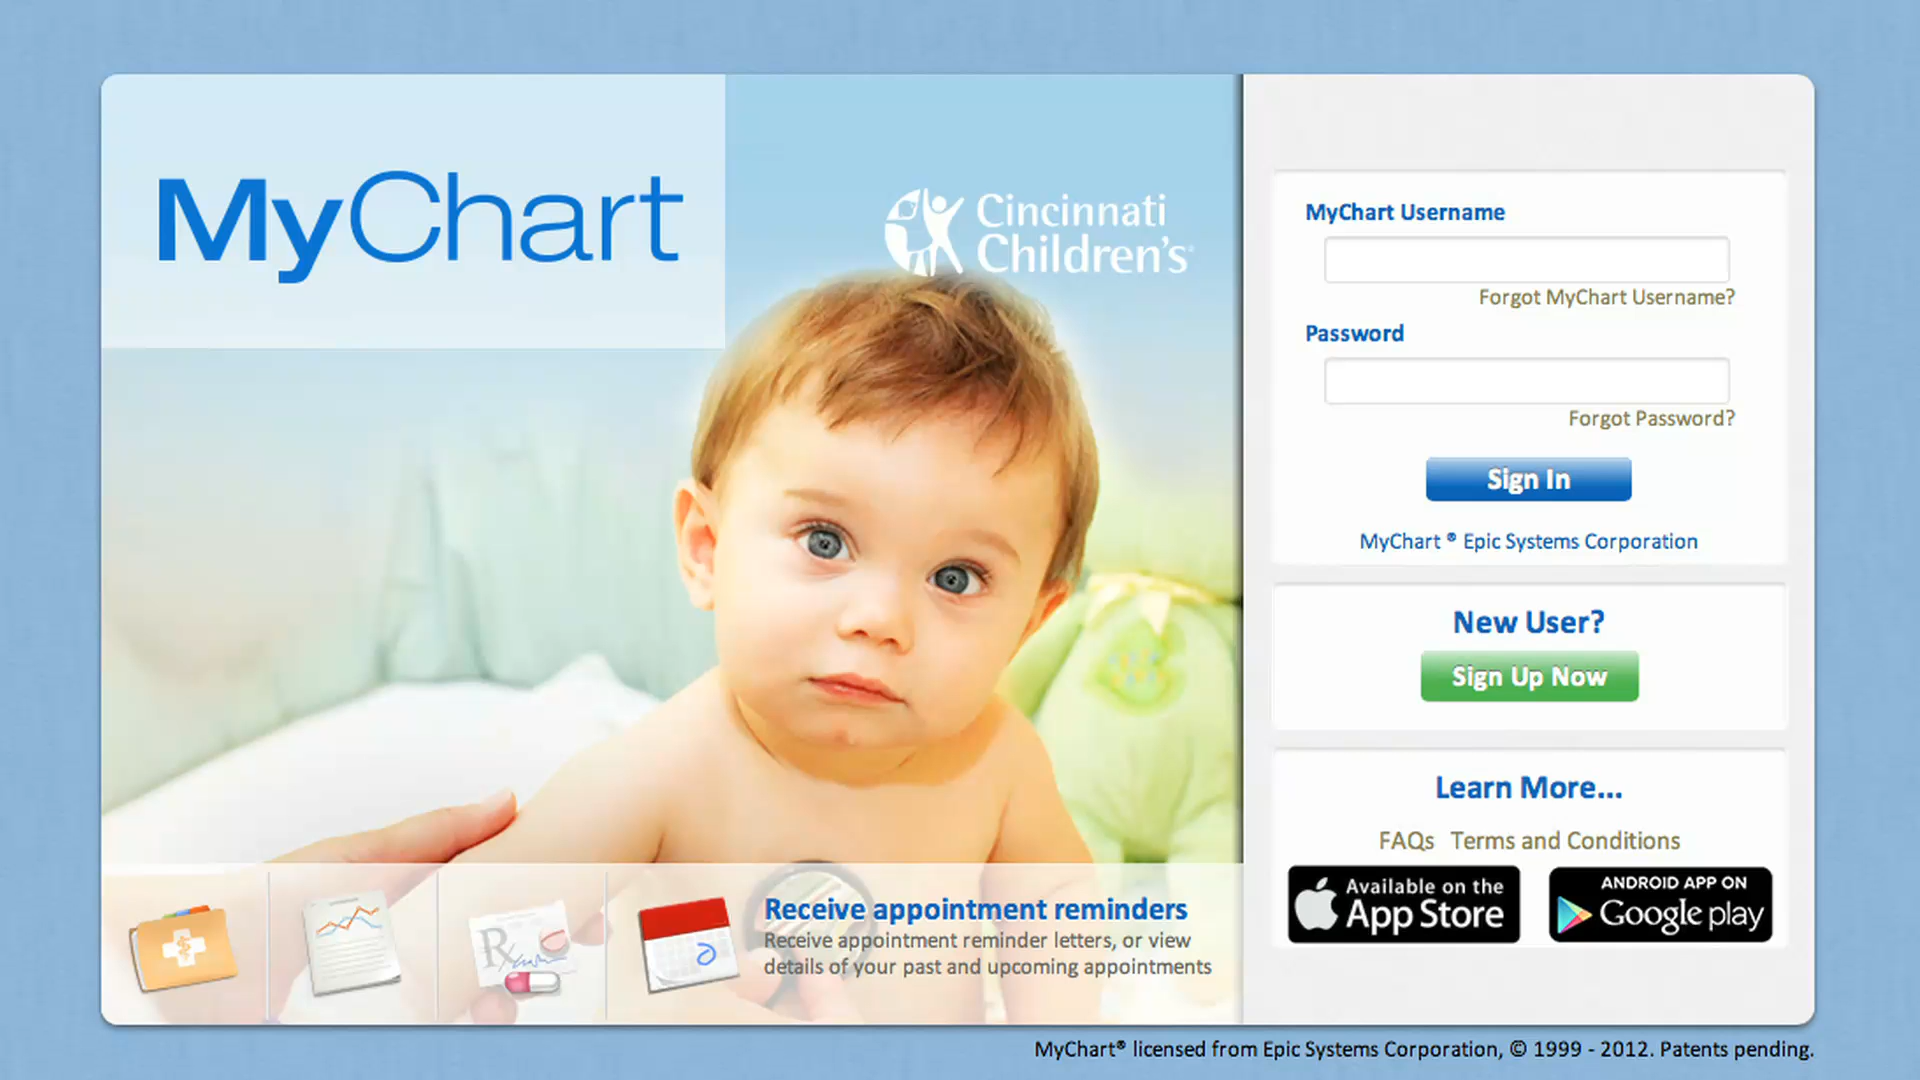 MyChart
Cincinnati
Children's
MyChart Username
Forgot MyChart Username?
Password
Forgot Password?
Sign In
MyChart ® Epic Systems Corporation
New User?
Sign Up Now
Learn More...
FAQs Terms and Conditions
Available on the
App Store
ANDROID APP ON
Google play
Rx
Receive appointment reminders
Receive appointment reminder letters, or view
details of your past and upcoming appointments
MyChart® licensed from Epic Systems Corporation, © 1999 - 2012. Patents pending.